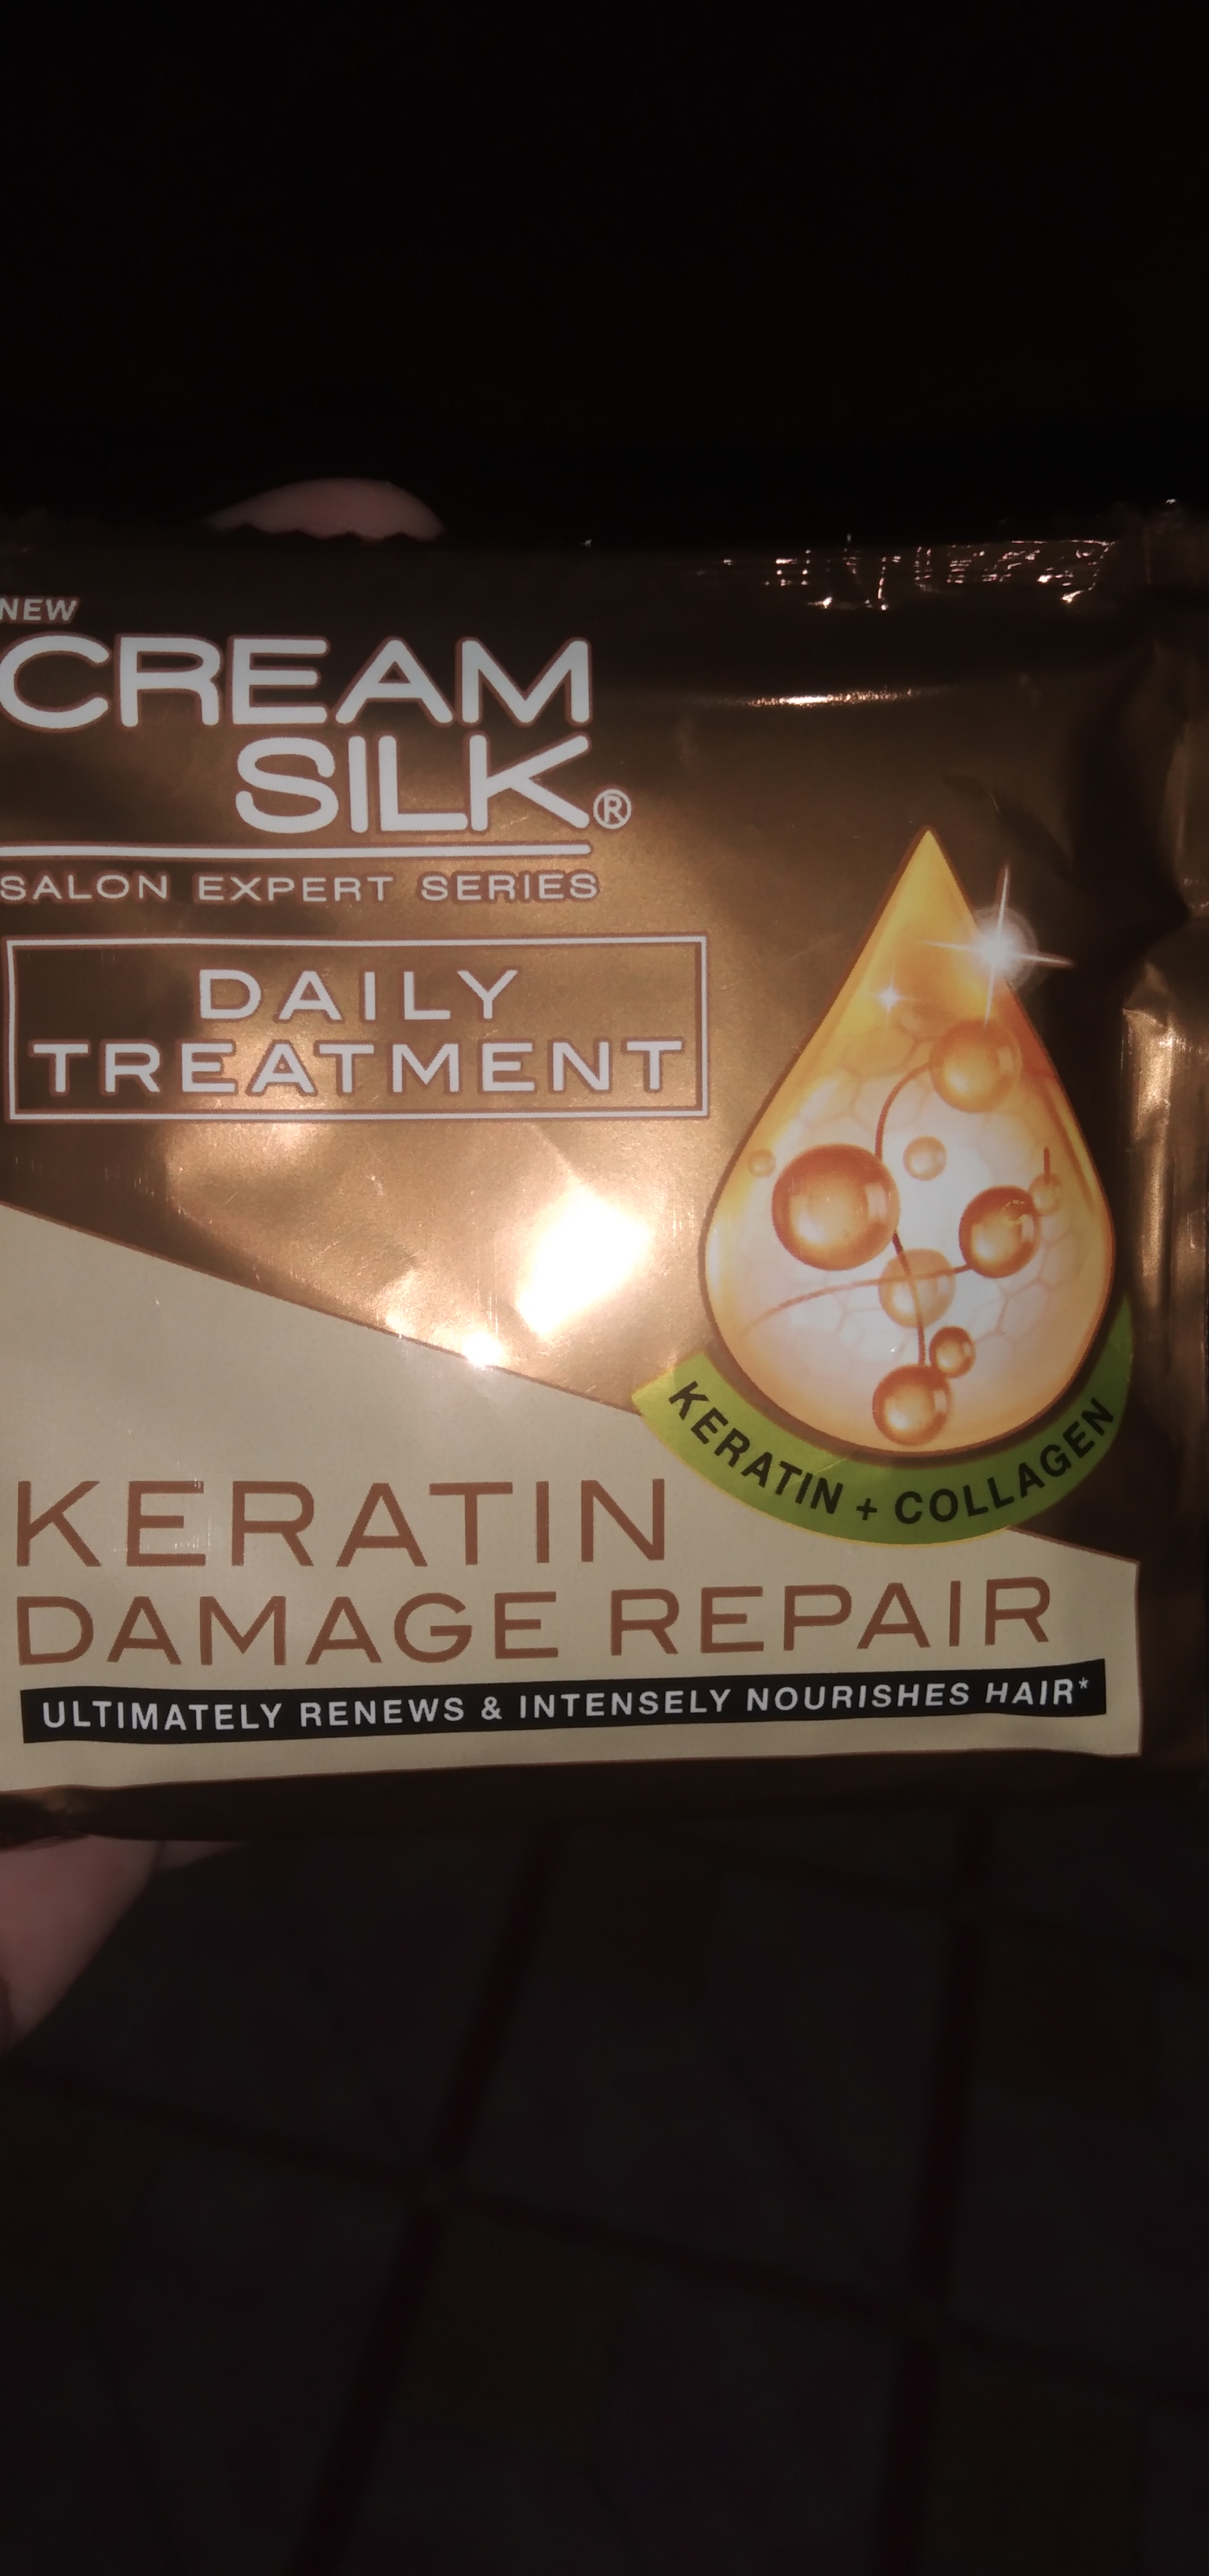 NEW
CREAM
SILK®
SALON EXPERT SERIES
DAILY
TREATMENT
KERATIN + COLLAGEN
KERATIN
DAMAGE REPAIR
ULTIMATELY RENEWS & INTENSELY NOURISHES HAIR*